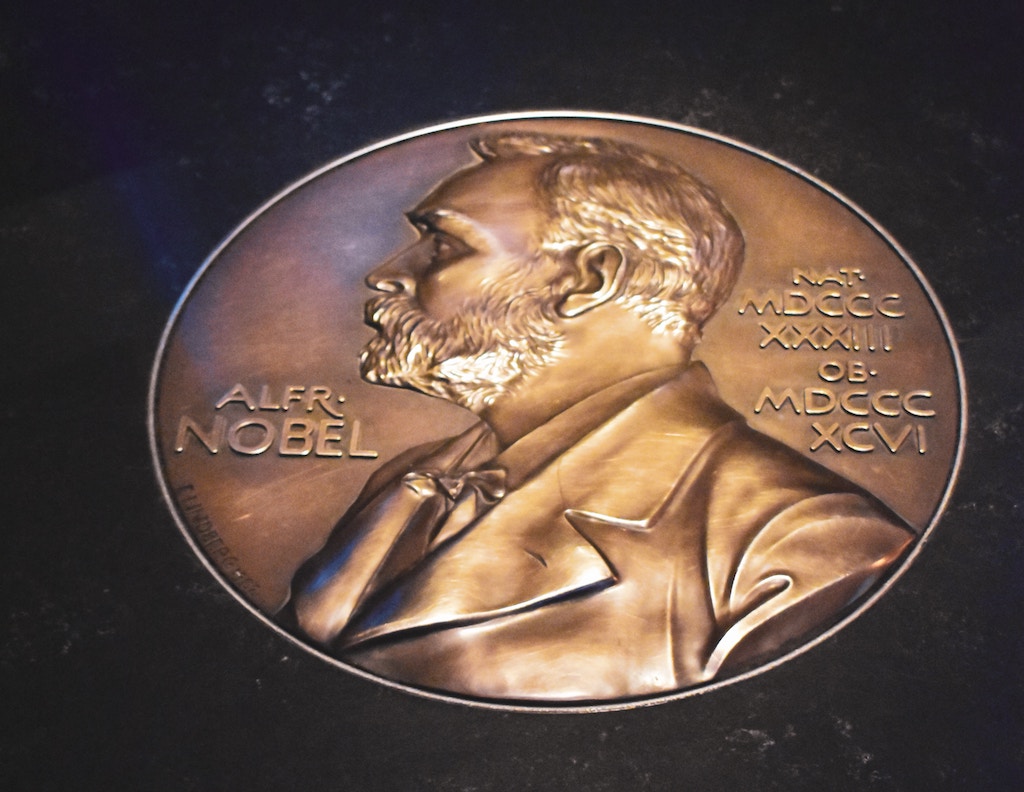 ALFR·
NOBEL
NAT·
MDCCC
XXXIII
OB·
MDCCC
XCVI